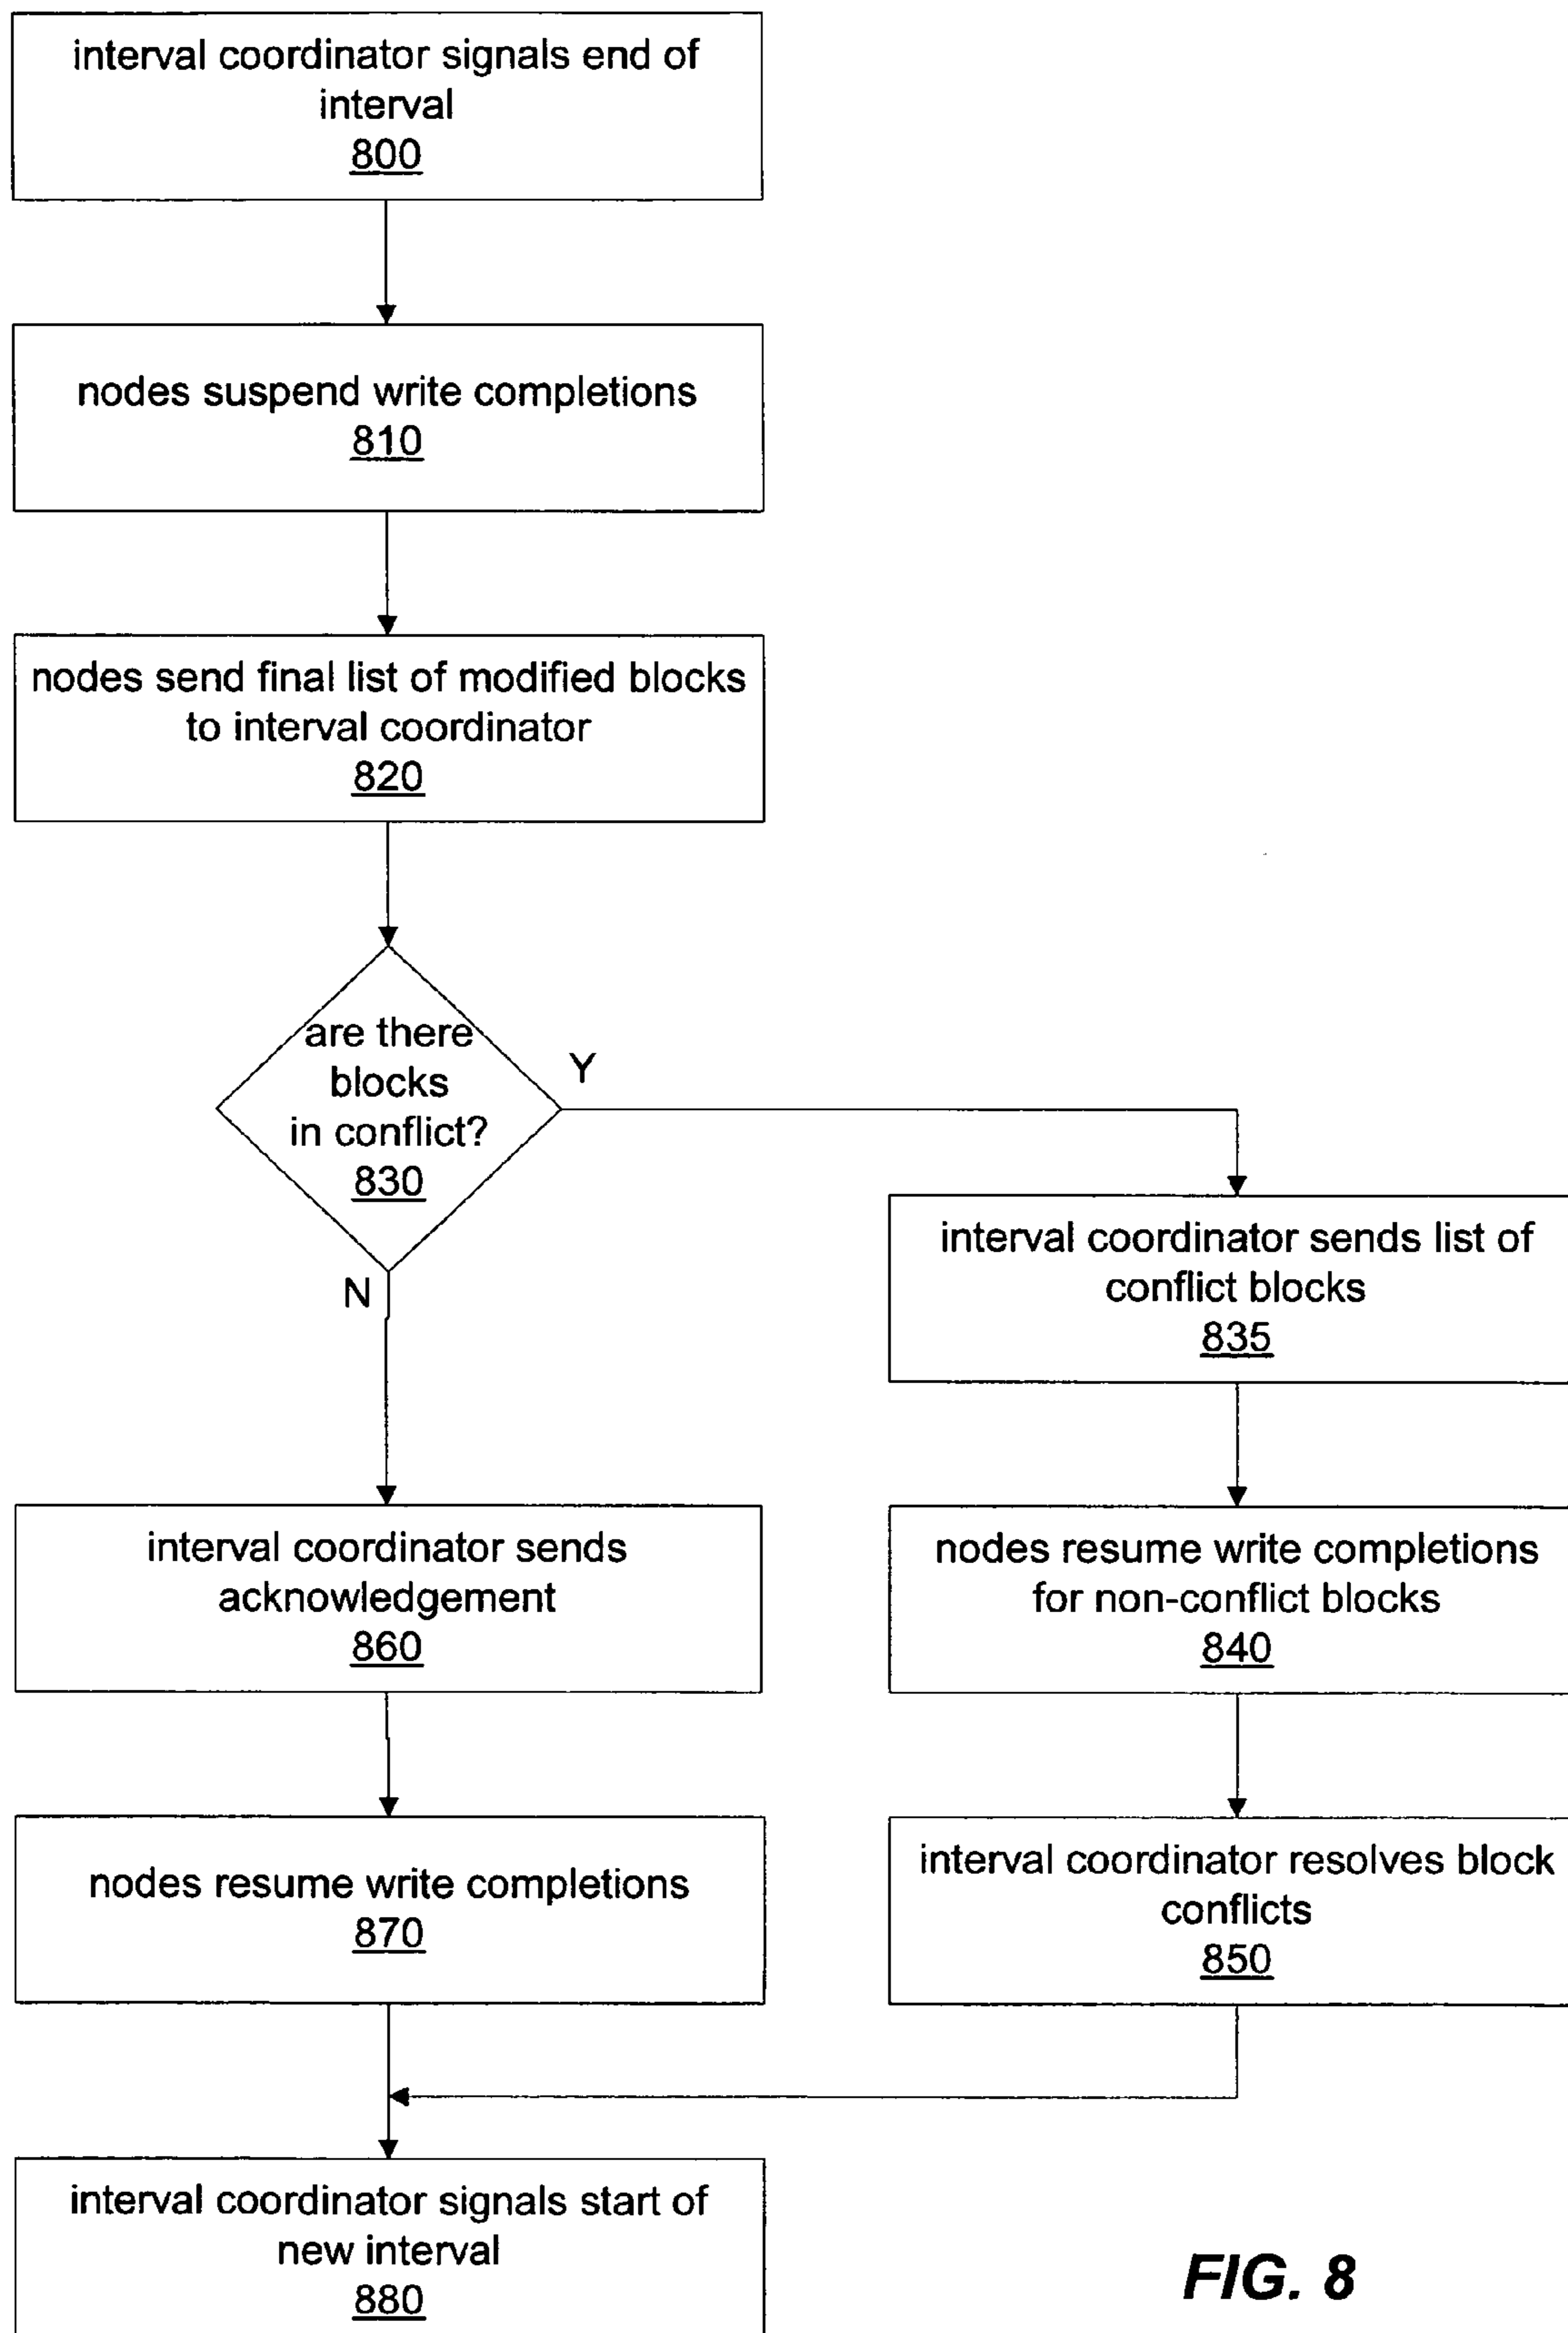 interval coordinator signals end of
interval
800
nodes suspend write completions
810
nodes send final list of modified blocks
to interval coordinator
820
are there
blocks
in conflict?
830
Y
N
interval coordinator sends list of
conflict blocks
835
nodes resume write completions
for non-conflict blocks
840
interval coordinator resolves block
conflicts
850
interval coordinator sends
acknowledgement
860
nodes resume write completions
870
interval coordinator signals start of
new interval
880
FIG. 8